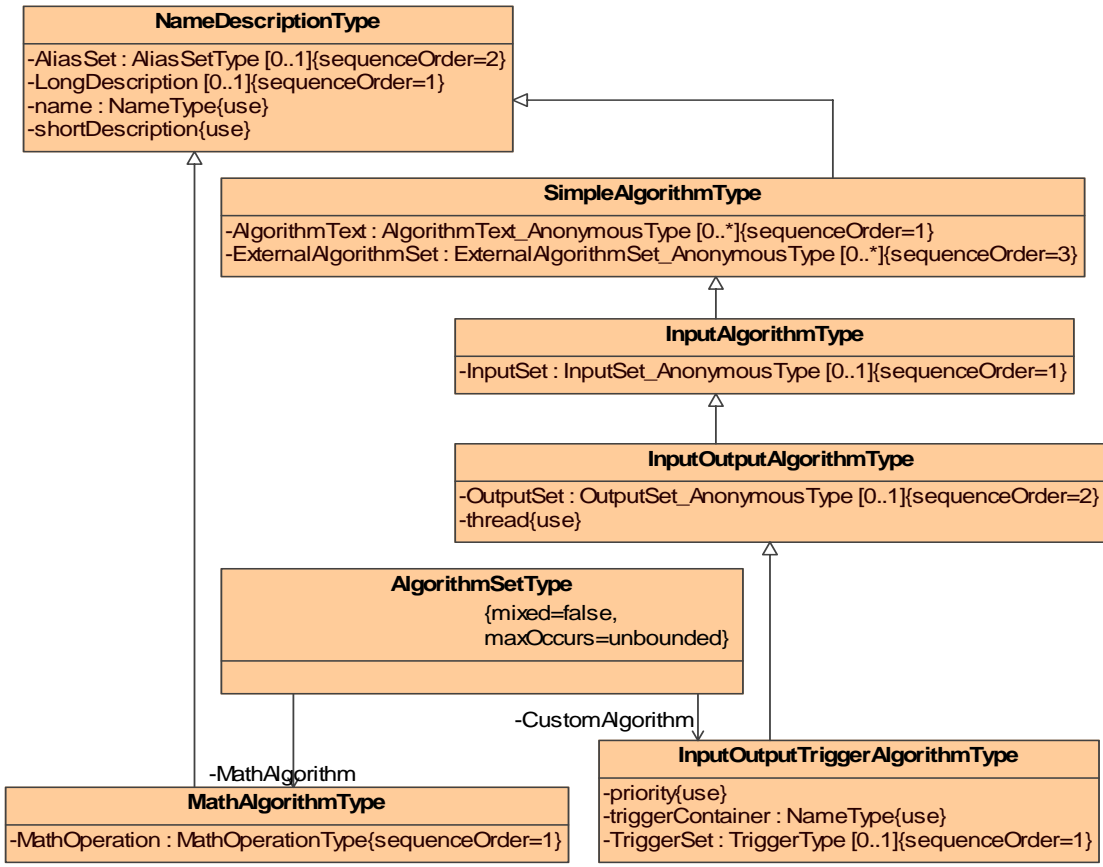 NameDescriptionType
-AliasSet : AliasSetType [0..1]{sequenceOrder=2}
-LongDescription [0..1]{sequenceOrder=1}
-name : NameType{use}
-shortDescription{use}
SimpleAlgorithmType
-AlgorithmText : AlgorithmText_AnonymousType [0..*]{sequenceOrder=1}
-ExternalAlgorithmSet : ExternalAlgorithmSet_AnonymousType [0..*]{sequenceOrder=3}
InputAlgorithmType
-InputSet : InputSet_AnonymousType [0..1]{sequenceOrder=1}
InputOutputAlgorithmType
-OutputSet : OutputSet_AnonymousType [0..1]{sequenceOrder=2}
-thread{use}
AlgorithmSetType
{mixed=false,
maxOccurs=unbounded}
-CustomAlgorithm
-MathAlgorithm
InputOutputTriggerAlgorithmType
-priority{use}
-triggerContainer : NameType{use}
-TriggerSet : TriggerType [0..1]{sequenceOrder=1}
MathAlgorithmType
-MathOperation : MathOperationType{sequenceOrder=1}